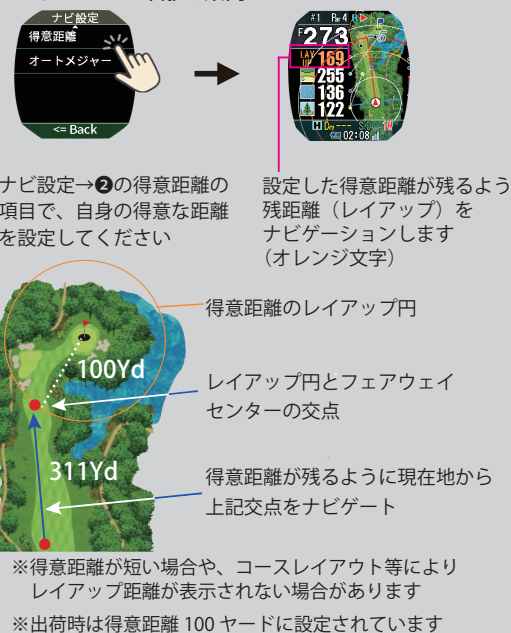 ナビ設定
得意距離
オートメジャー
<= Back
#1 Par4 R
F273
LAY UP 169
255
136
122
02:08
ナビ設定→❷の得意距離の
項目で、自身の得意な距離
を設定してください
設定した得意距離が残るよう
残距離（レイアップ）を
ナビゲーションします
（オレンジ文字）
得意距離のレイアップ円
100Yd
レイアップ円とフェアウェイ
センターの交点
311Yd
得意距離が残るように現在地から
上記交点をナビゲート
※得意距離が短い場合や、コースレイアウト等により
レイアップ距離が表示されない場合があります
※出荷時は得意距離 100 ヤードに設定されています